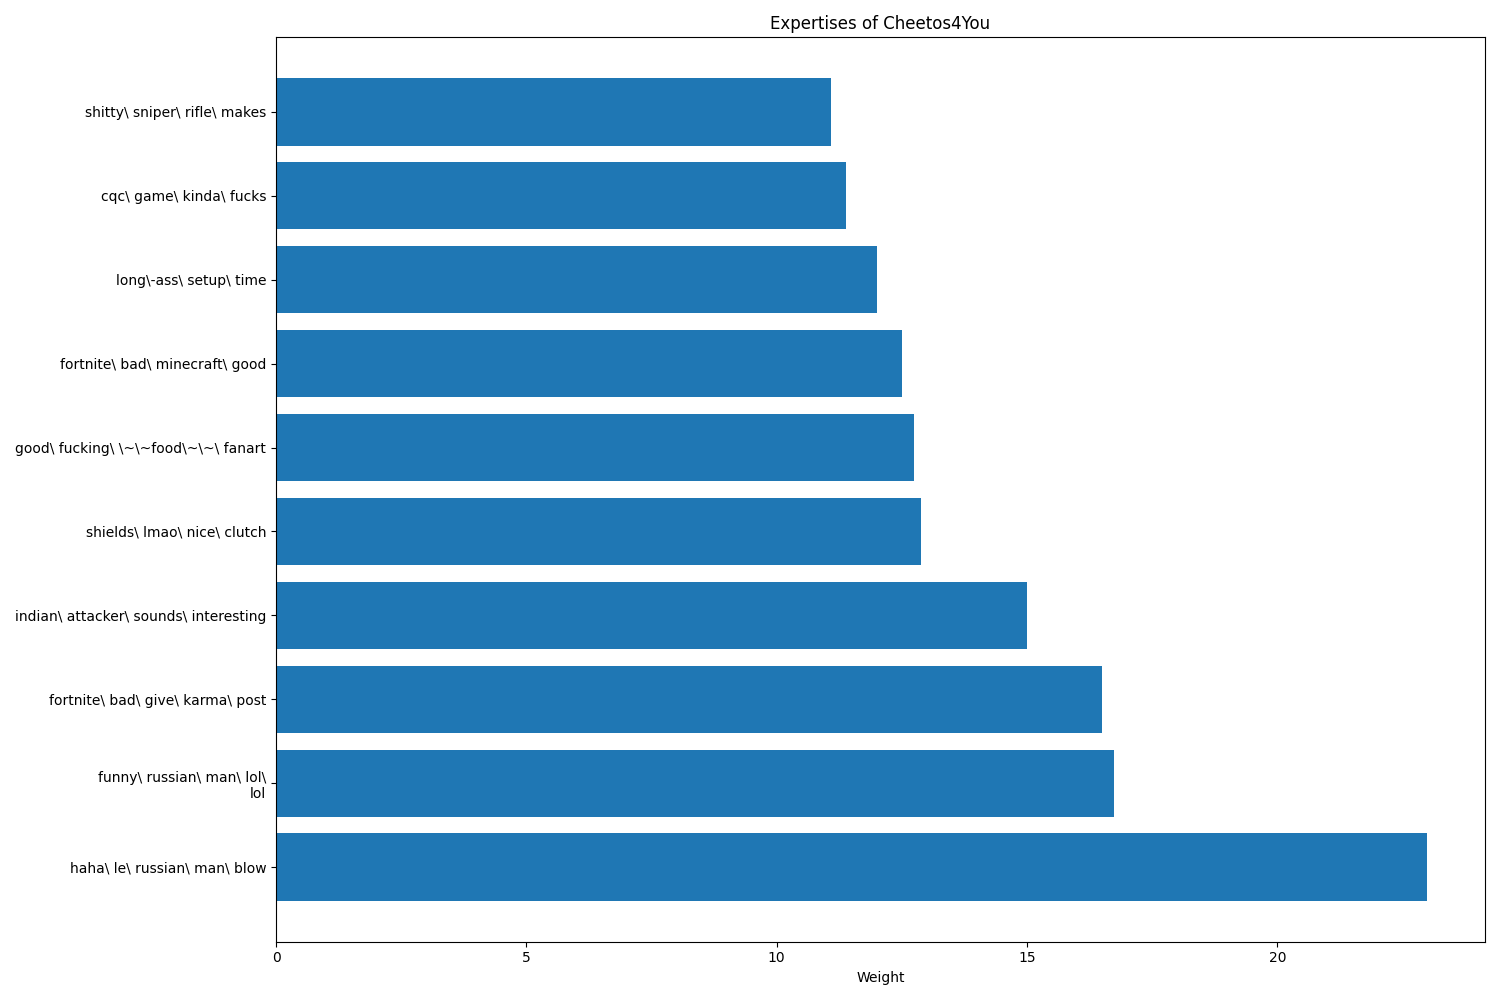 Expertises of Cheetos4You
shitty\ sniper\ rifle\ makes
cqc\ game\ kinda\ fucks
long\-ass\ setup\ time
fortnite\ bad\ minecraft\ good
good\ fucking\ \~\~food\~\~\ fanart
shields\ lmao\ nice\ clutch
indian\ attacker\ sounds\ interesting
fortnite\ bad\ give\ karma\ post
funny\ russian\ man\ lol\
lol
haha\ le\ russian\ man\ blow
0 5 10 15 20
Weight